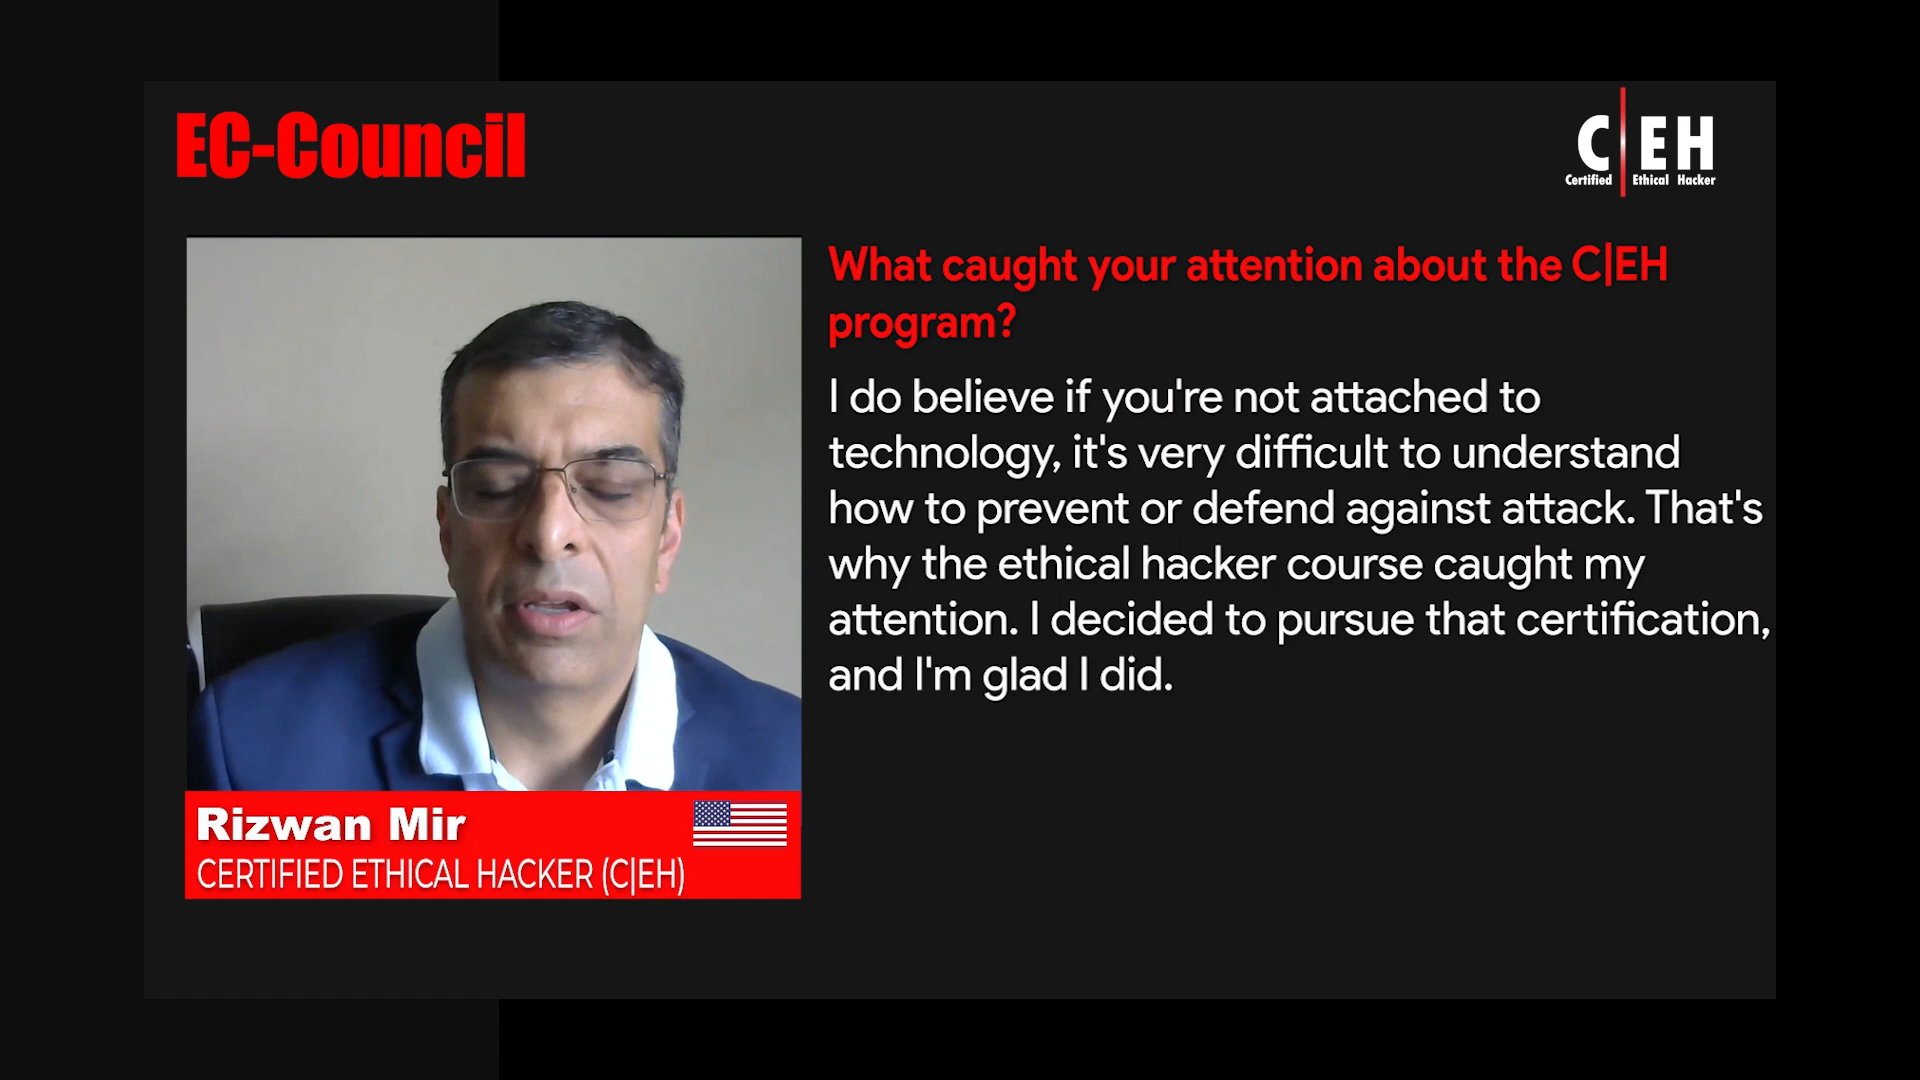 EC-Council
C|EH
Certified Ethical Hacker
What caught your attention about the C|EH
program?
I do believe if you're not attached to
technology, it's very difficult to understand
how to prevent or defend against attack. That's
why the ethical hacker course caught my
attention. I decided to pursue that certification,
and I'm glad I did.
Rizwan Mir
CERTIFIED ETHICAL HACKER (C|EH)